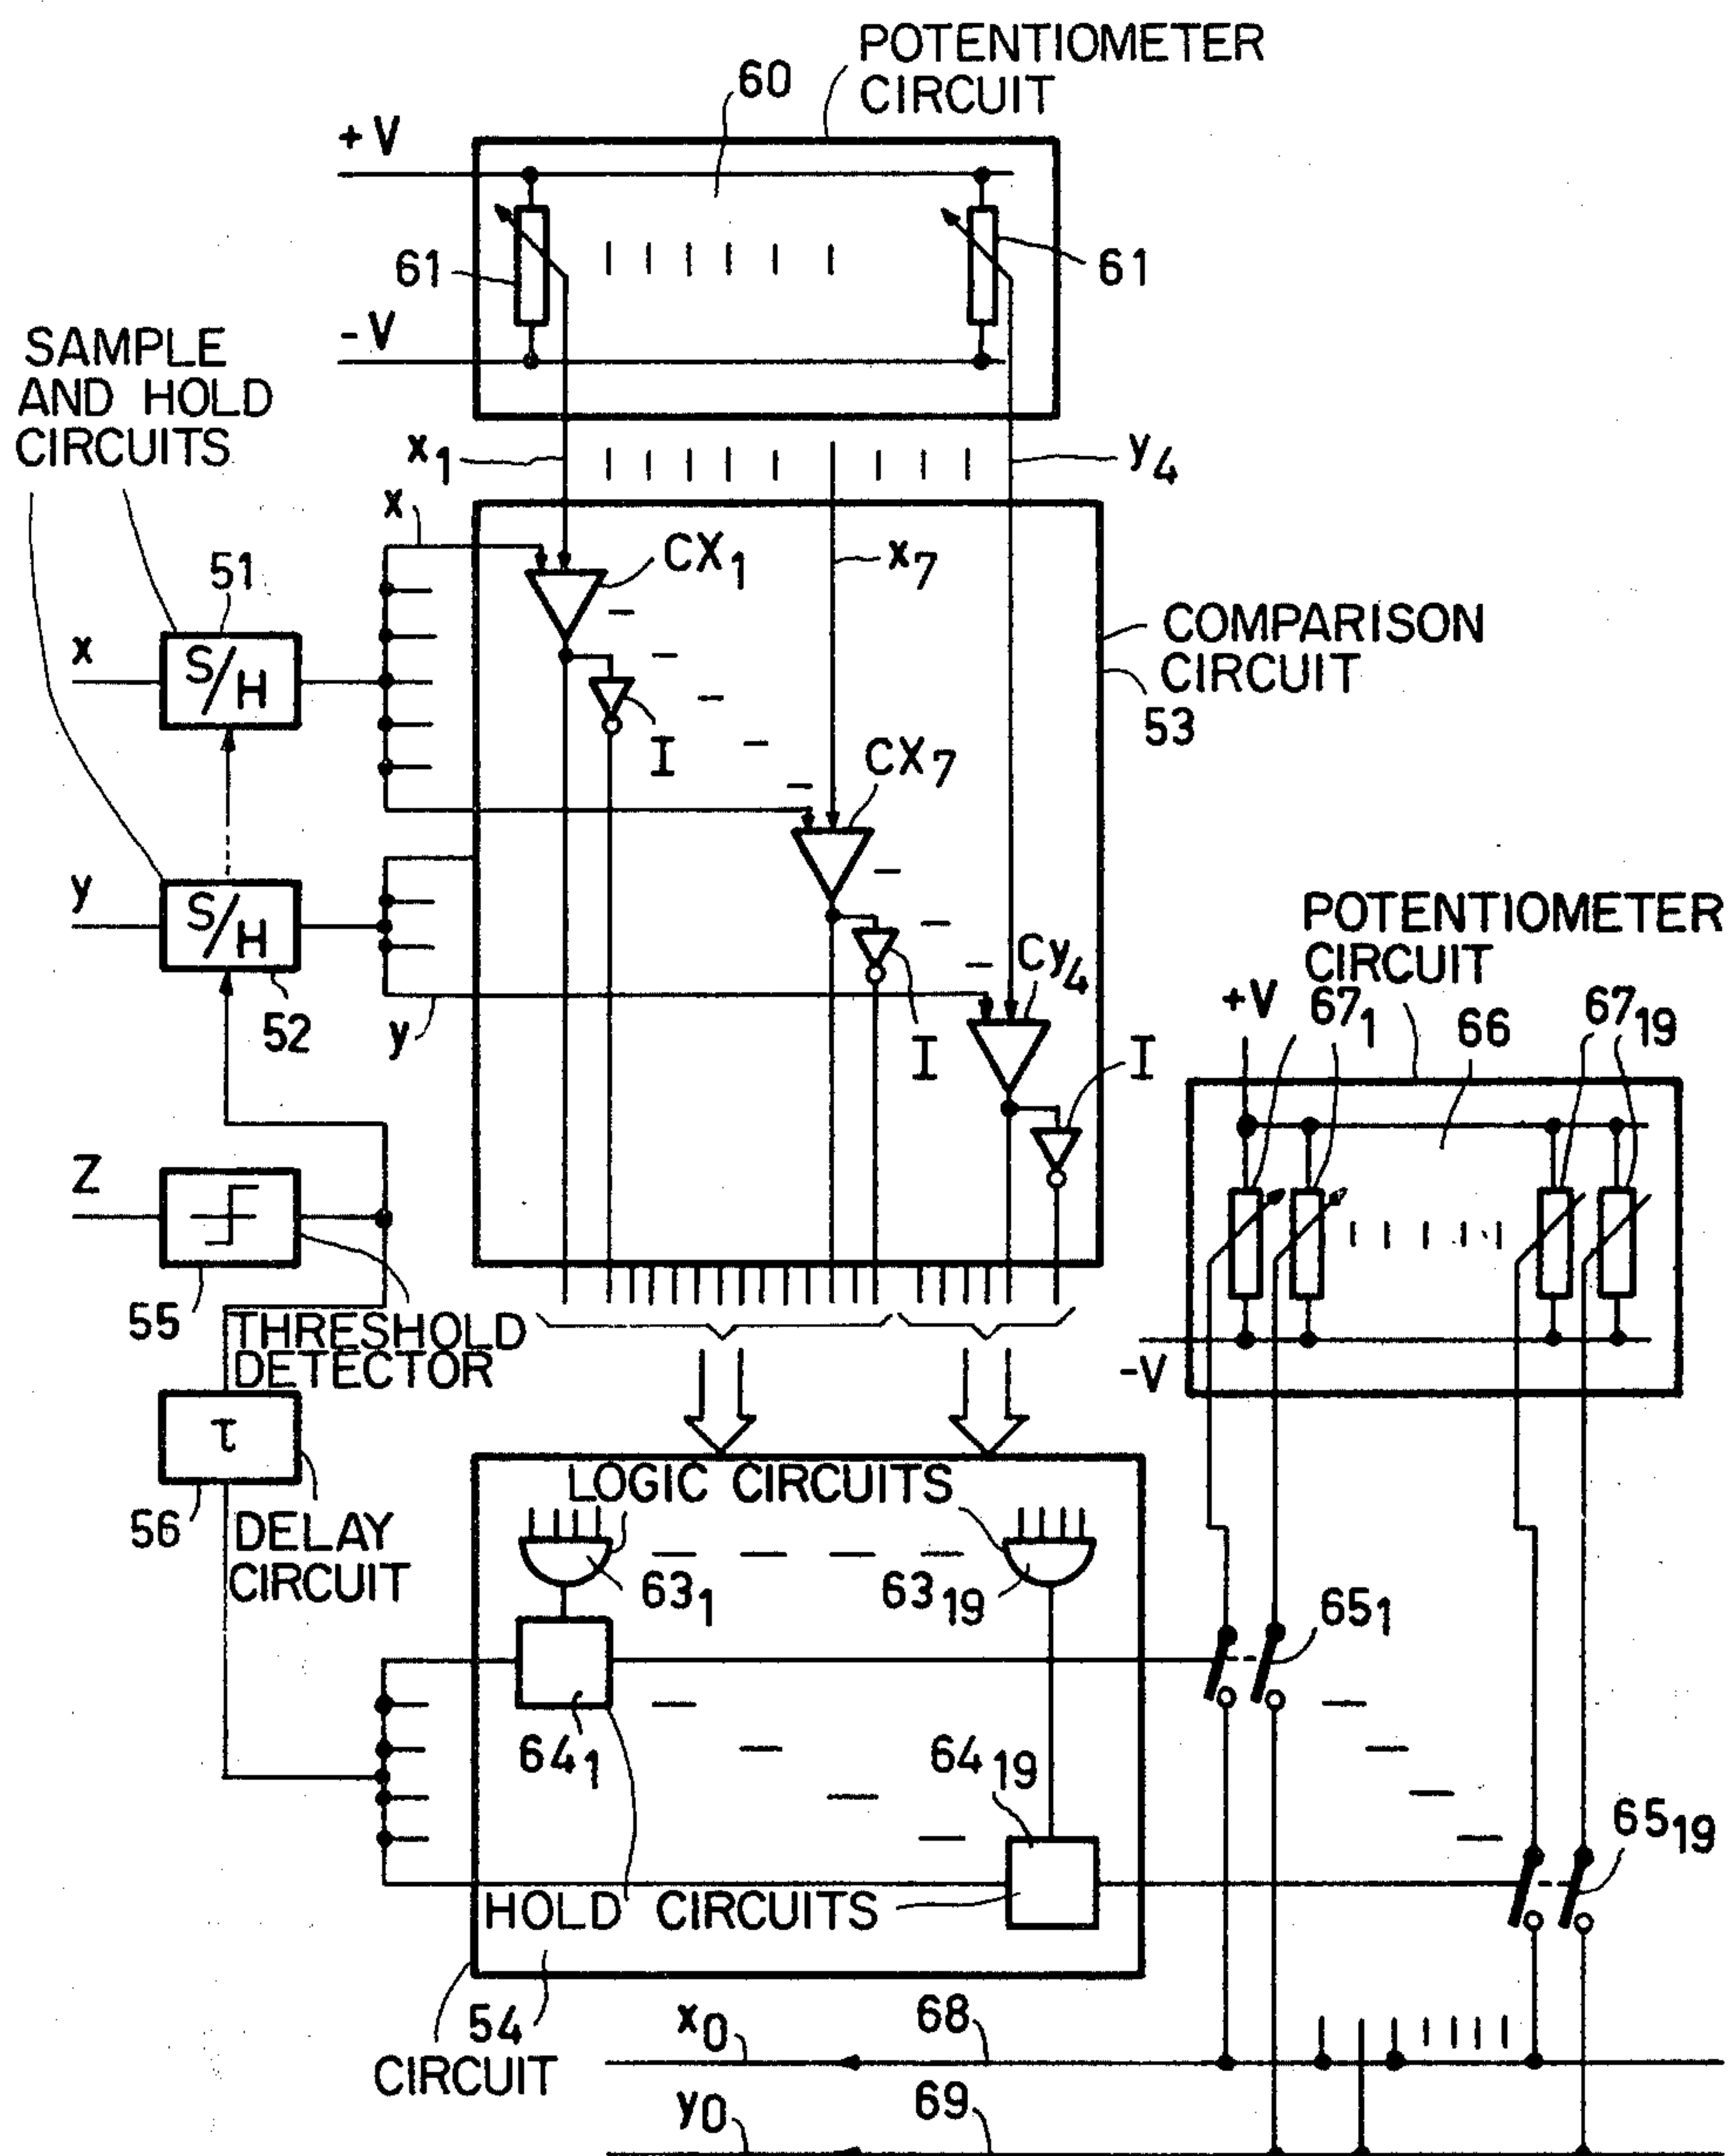 POTENTIOMETER
CIRCUIT
60
+V
61
61
-V
SAMPLE
AND HOLD
CIRCUITS
x1
y4
x
CX1
x7
51
COMPARISON
CIRCUIT
53
x
S/H
I
CX7
y
S/H
52
Cy4
y
I
I
POTENTIOMETER
CIRCUIT
+V
671
66
6719
Z
55
THRESHOLD
DETECTOR
-V
τ
56
DELAY
CIRCUIT
LOGIC CIRCUITS
631
6319
651
641
6419
6519
HOLD CIRCUITS
54
CIRCUIT
x0
68
y0
69